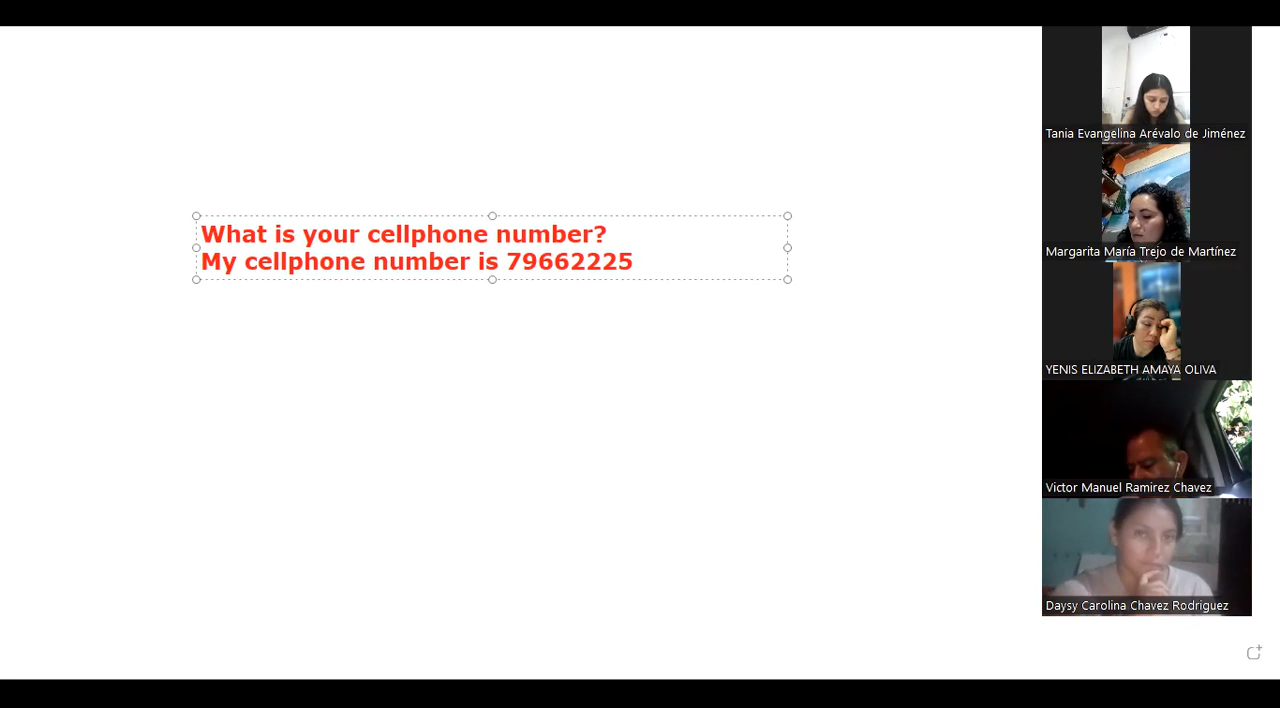 What is your cellphone number?
My cellphone number is 79662225
Tania Evangelina Arévalo de Jiménez
Margarita María Trejo de Martínez
YENIS ELIZABETH AMAYA OLIVA
Victor Manuel Ramirez Chavez
Daysy Carolina Chavez Rodriguez